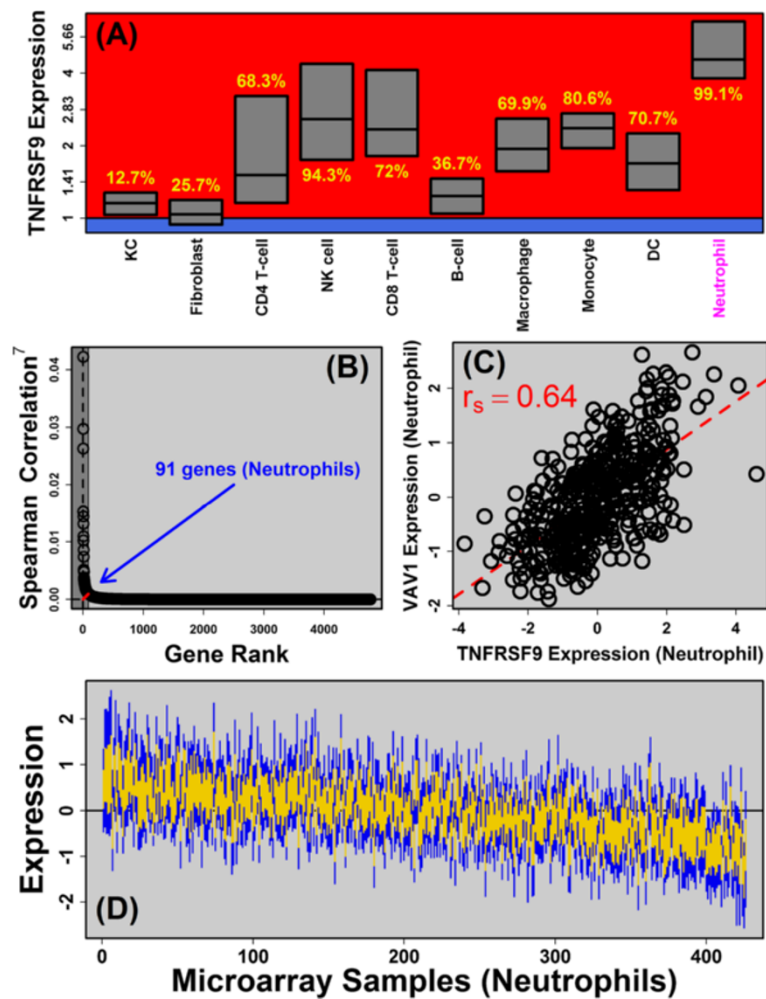 (A)
TNFRSF9 Expression
5.66
4
2.83
2
1.41
1
12.7%
25.7%
68.3%
94.3%
72%
36.7%
69.9%
80.6%
70.7%
99.1%
KC
Fibroblast
CD4 T-cell
NK cell
CD8 T-cell
B-cell
Macrophage
Monocyte
DC
Neutrophil
(B)
Spearman Correlation7
0.04
0.03
0.02
0.01
0.00
91 genes (Neutrophils)
0
1000
2000
3000
4000
Gene Rank
(C)
rs = 0.64
VAV1 Expression (Neutrophil)
2
1
0
-1
-2
-4
-2
0
2
4
TNFRSF9 Expression (Neutrophil)
Expression
2
1
0
-1
-2
(D)
0
100
200
300
400
Microarray Samples (Neutrophils)